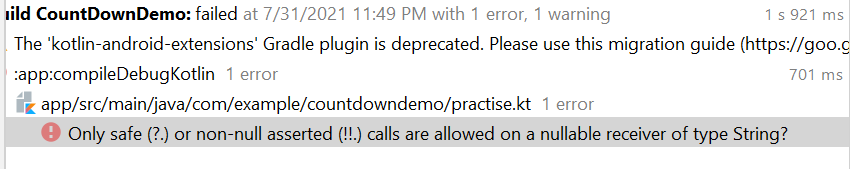 uild CountDownDemo: failed at 7/31/2021 11:49 PM with 1 error, 1 warning 1 s 921 ms
The 'kotlin-android-extensions' Gradle plugin is deprecated. Please use this migration guide (https://goo.g
:app:compileDebugKotlin 1 error 701 ms
app/src/main/java/com/example/countdowndemo/practise.kt 1 error
Only safe (?.) or non-null asserted (!!.) calls are allowed on a nullable receiver of type String?